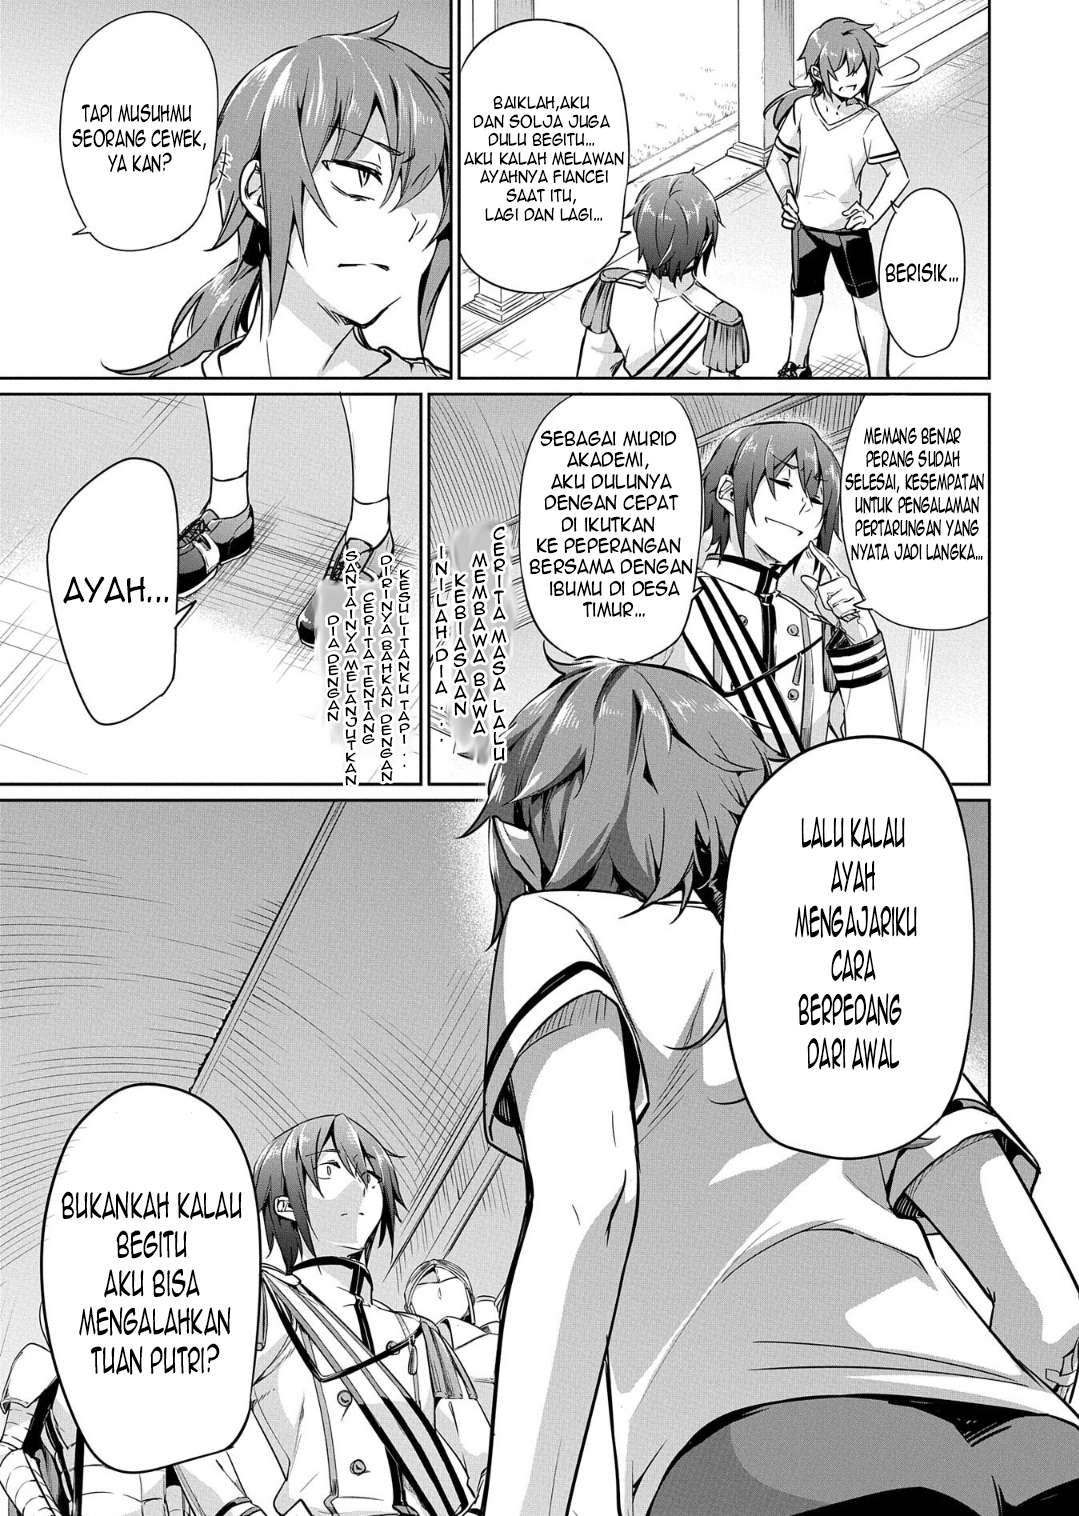 BERISIK...
BAIKLAH,AKU
DAN SOLJA JUGA
DULU BEGITU...
AKU KALAH MELAWAN
AYAHNYA FIANCEI
SAAT ITU,
LAGI DAN LAGI...
TAPI MUSUHMU
SEORANG CEWEK,
YA KAN?
MEMANG BENAR
PERANG SUDAH
SELESAI, KESEMPATAN
UNTUK PENGALAMAN
PERTARUNGAN YANG
NYATA JADI LANGKA...
SEBAGAI MURID
AKADEMI,
AKU DULUNYA
DENGAN CEPAT
DI IKUTKAN
KE PEPERANGAN
BERSAMA DENGAN
IBUMU DI DESA
TIMUR...
INILAH DIA...
KEBIASAAN
MEMBAWA BAWA
CERITA MASA LALU
DIA DENGAN
SANTAINYA MELANJUTKAN
CERITA TENTANG
DIRINYA BAHKAN DENGAN
KESULITANKU TAPI...
AYAH...
LALU KALAU
AYAH
MENGAJARIKU
CARA
BERPEDANG
DARI AWAL
BUKANKAH KALAU
BEGITU
AKU BISA
MENGALAHKAN
TUAN PUTRI?